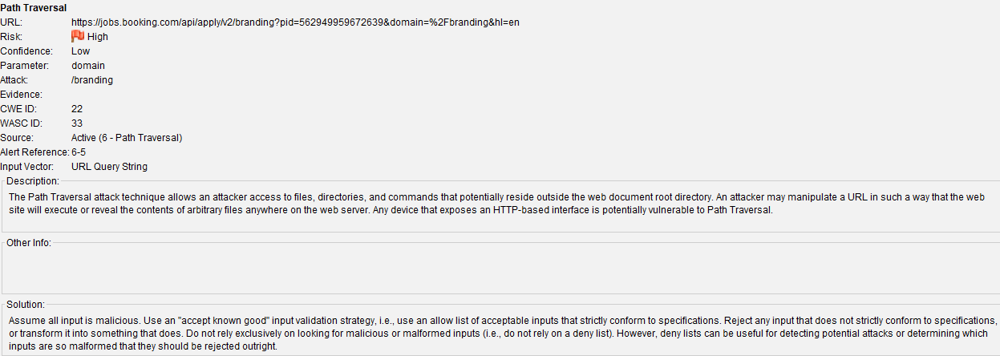 Path Traversal
URL: https://jobs.booking.com/api/apply/v2/branding?pid=562949959672639&domain=%2Fbranding&hl=en
Risk: High
Confidence: Low
Parameter: domain
Attack: /branding
Evidence:
CWE ID: 22
WASC ID: 33
Source: Active (6 - Path Traversal)
Alert Reference: 6-5
Input Vector: URL Query String
Description:
The Path Traversal attack technique allows an attacker access to files, directories, and commands that potentially reside outside the web document root directory. An attacker may manipulate a URL in such a way that the web
site will execute or reveal the contents of arbitrary files anywhere on the web server. Any device that exposes an HTTP-based interface is potentially vulnerable to Path Traversal.
Other Info:
Solution:
Assume all input is malicious. Use an "accept known good" input validation strategy, i.e., use an allow list of acceptable inputs that strictly conform to specifications. Reject any input that does not strictly conform to specifications,
or transform it into something that does. Do not rely exclusively on looking for malicious or malformed inputs (i.e., do not rely on a deny list). However, deny lists can be useful for detecting potential attacks or determining which
inputs are so malformed that they should be rejected outright.